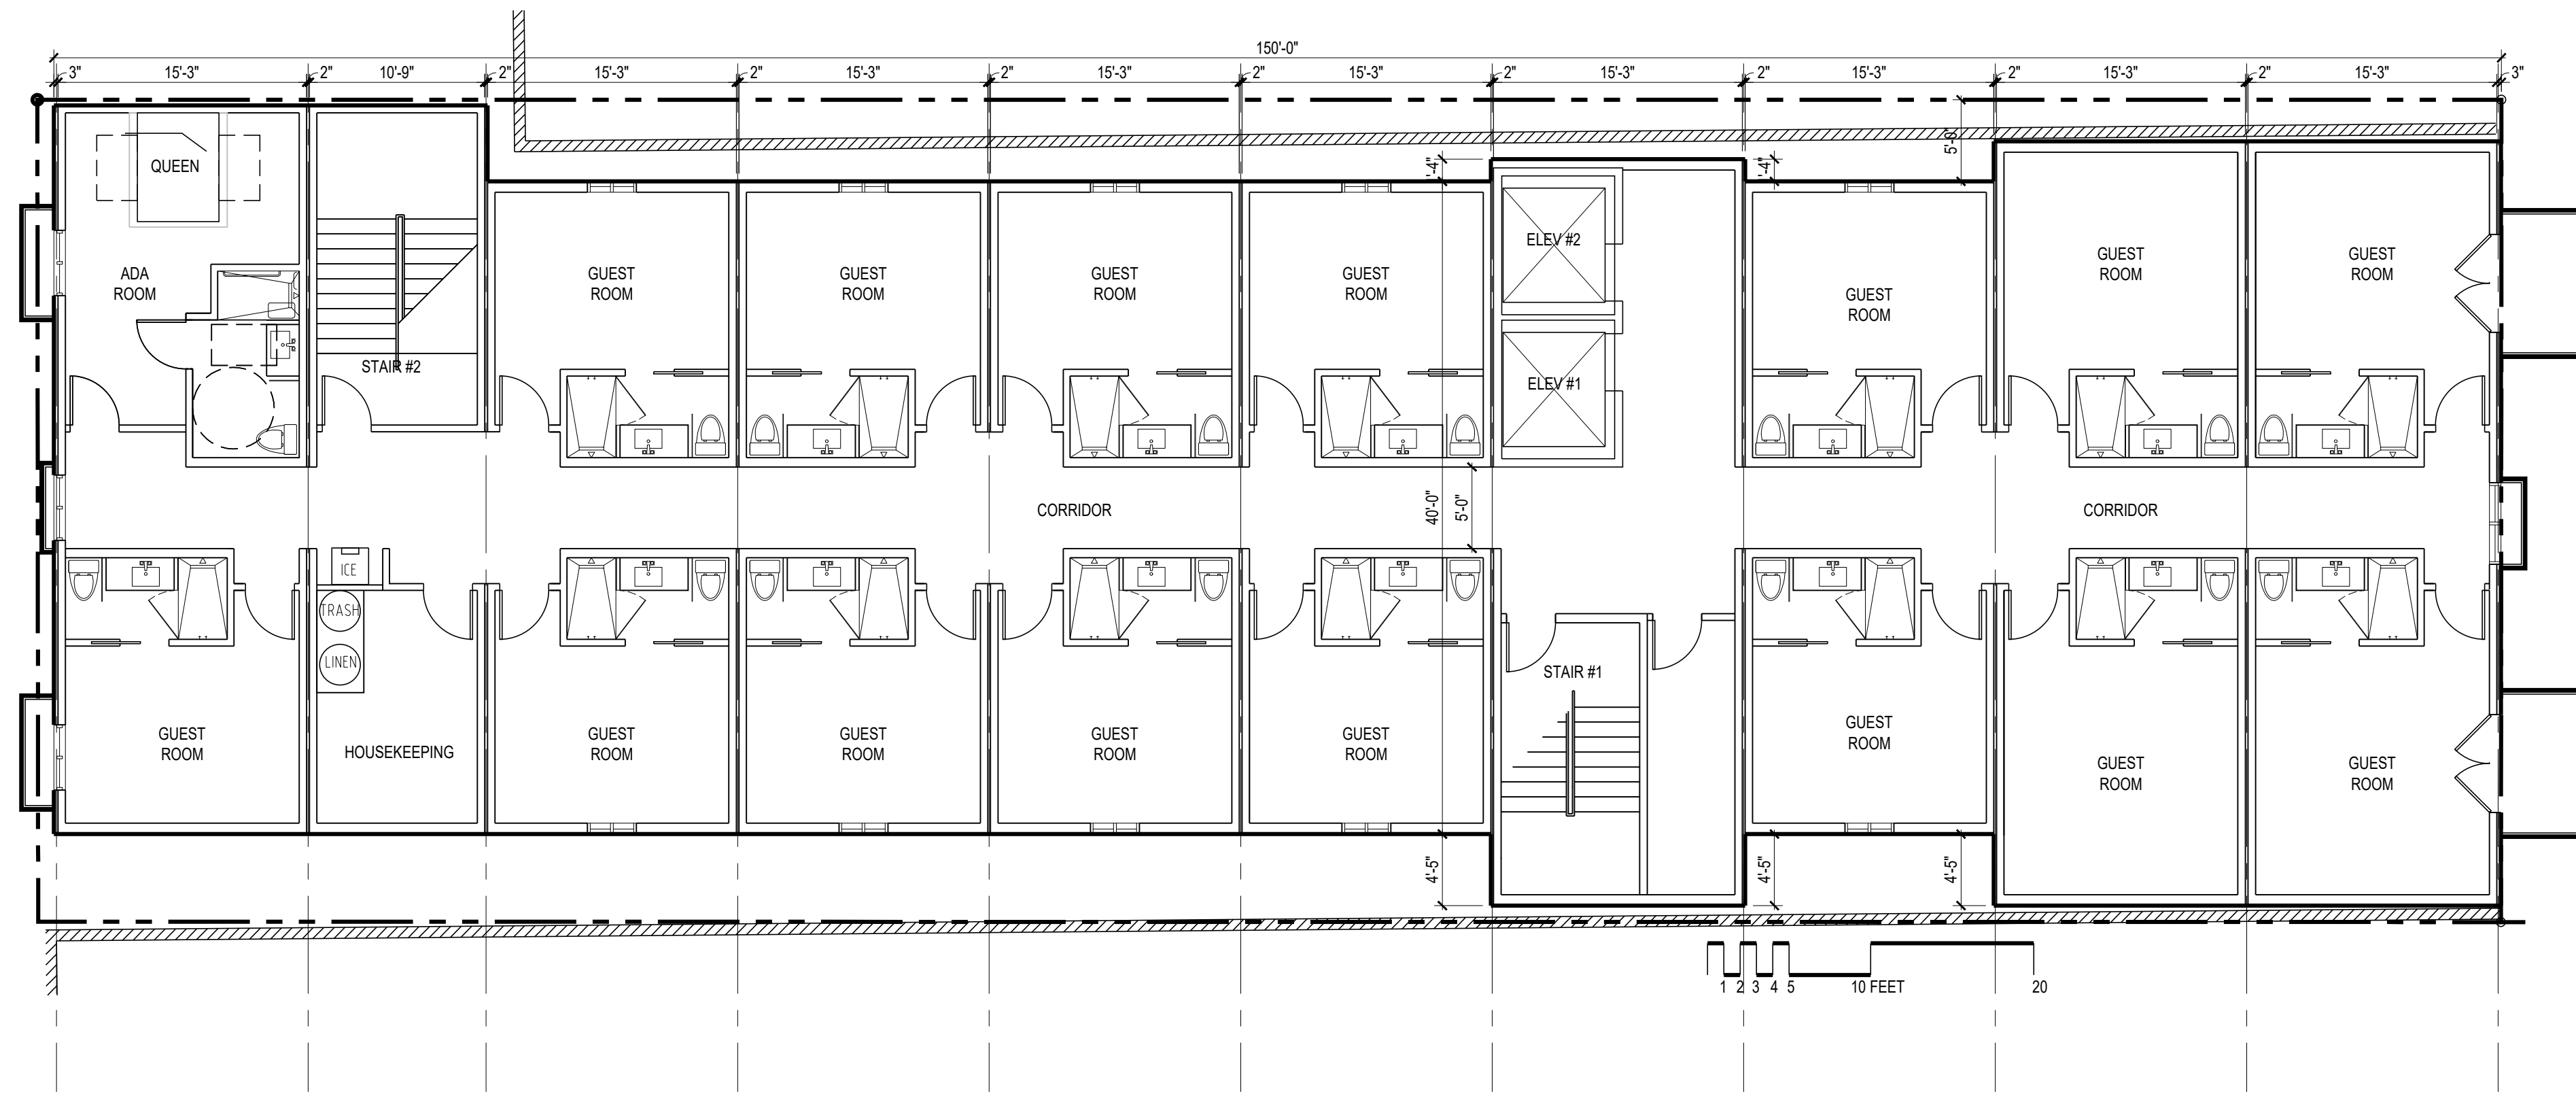 150'-0"
3" 15'-3" 2" 10'-9" 2" 15'-3" 2" 15'-3" 2" 15'-3" 2" 15'-3" 2" 15'-3" 2" 15'-3" 2" 15'-3" 2" 15'-3" 3"
5'-0"
'-4"
'-4"
QUEEN
ELEV #2
ADA
ROOM
GUEST
ROOM
GUEST
ROOM
GUEST
ROOM
GUEST
ROOM
GUEST
ROOM
GUEST
ROOM
GUEST
ROOM
STAIR #2
ELEV #1
40'-0"
5'-0"
CORRIDOR
CORRIDOR
ICE
TRASH
LINEN
STAIR #1
GUEST
ROOM
HOUSEKEEPING
GUEST
ROOM
GUEST
ROOM
GUEST
ROOM
GUEST
ROOM
GUEST
ROOM
GUEST
ROOM
GUEST
ROOM
4'-5"
4'-5"
4'-5"
1 2 3 4 5 10 FEET 20